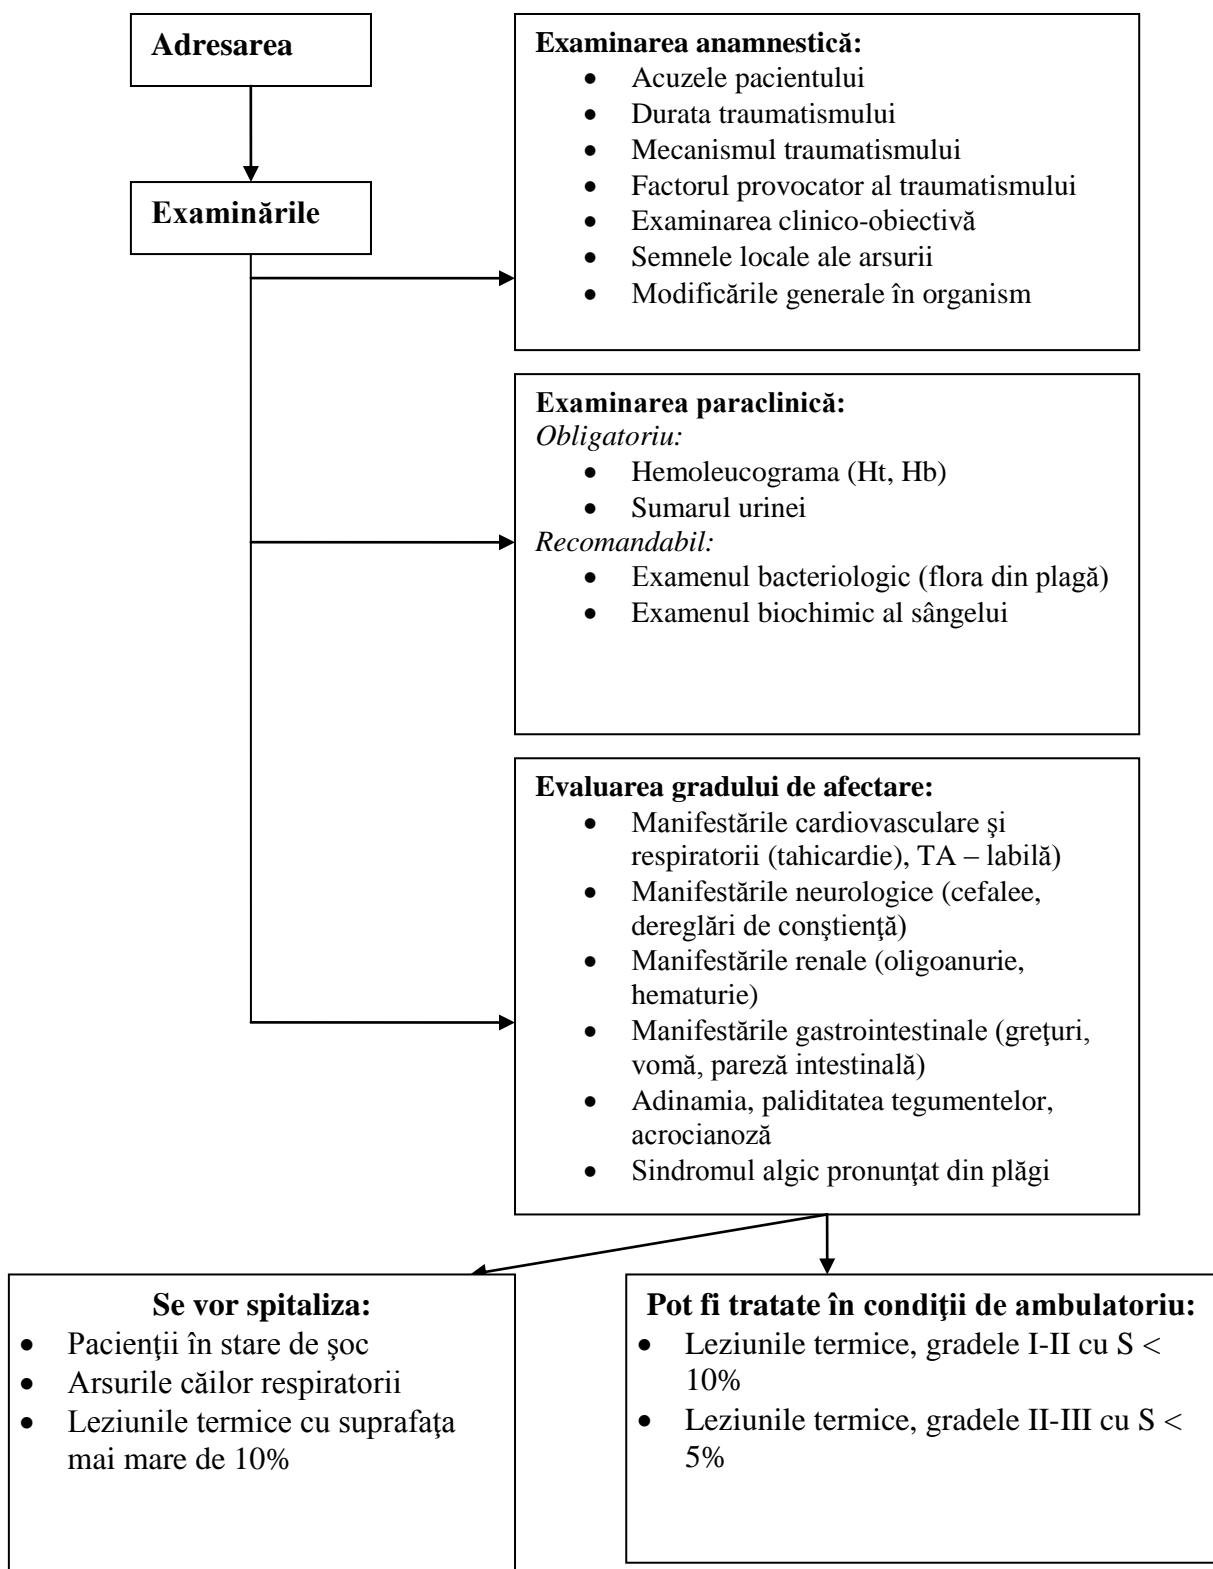 Adresarea
Examinările
Examinarea anamnestică:
• Acuzele pacientului
• Durata traumatismului
• Mecanismul traumatismului
• Factorul provocator al traumatismului
• Examinarea clinico-obiectivă
• Semnele locale ale arsurii
• Modificările generale în organism
Examinarea paraclinică:
Obligatoriu:
• Hemoleucograma (Ht, Hb)
• Sumarul urinei
Recomandabil:
• Examenul bacteriologic (flora din plagă)
• Examenul biochimic al sângelui
Evaluarea gradului de afectare:
• Manifestările cardiovasculare şi
respiratorii (tahicardie), TA – labilă)
• Manifestările neurologice (cefalee,
dereglări de conştienţă)
• Manifestările renale (oligoanurie,
hematurie)
• Manifestările gastrointestinale (greţuri,
vomă, pareză intestinală)
• Adinamia, paliditatea tegumentelor,
acrocianoză
• Sindromul algic pronunţat din plăgi
Se vor spitaliza:
• Pacienţii în stare de şoc
• Arsurile căilor respiratorii
• Leziunile termice cu suprafaţa
mai mare de 10%
Pot fi tratate în condiţii de ambulatoriu:
• Leziunile termice, gradele I-II cu S <
10%
• Leziunile termice, gradele II-III cu S <
5%